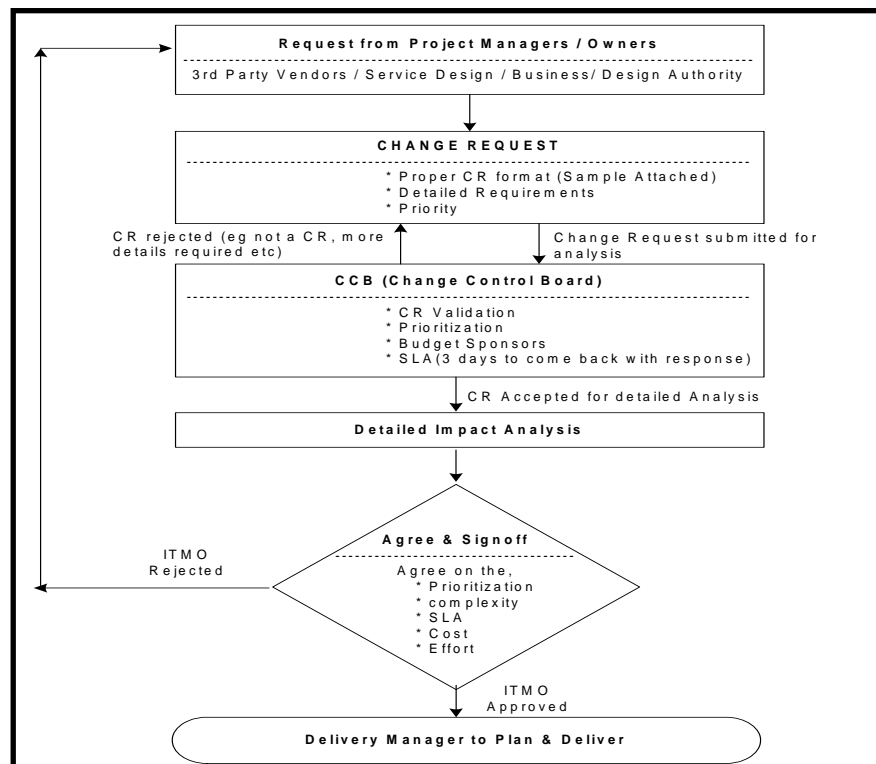 Request from Project Managers / Owners
3rd Party Vendors / Service Design / Business/ Design Authority
CHANGE REQUEST
* Proper CR format (Sample Attached)
* Detailed Requirements
* Priority
CR rejected (eg not a CR, more
details required etc)
Change Request submitted for
analysis
CCB (Change Control Board)
* CR Validation
* Prioritization
* Budget Sponsors
* SLA(3 days to come back with response)
CR Accepted for detailed Analysis
Detailed Impact Analysis
Agree & Signoff
Agree on the,
* Prioritization
* complexity
* SLA
* Cost
* Effort
ITMO
Rejected
ITMO
Approved
Delivery Manager to Plan & Deliver